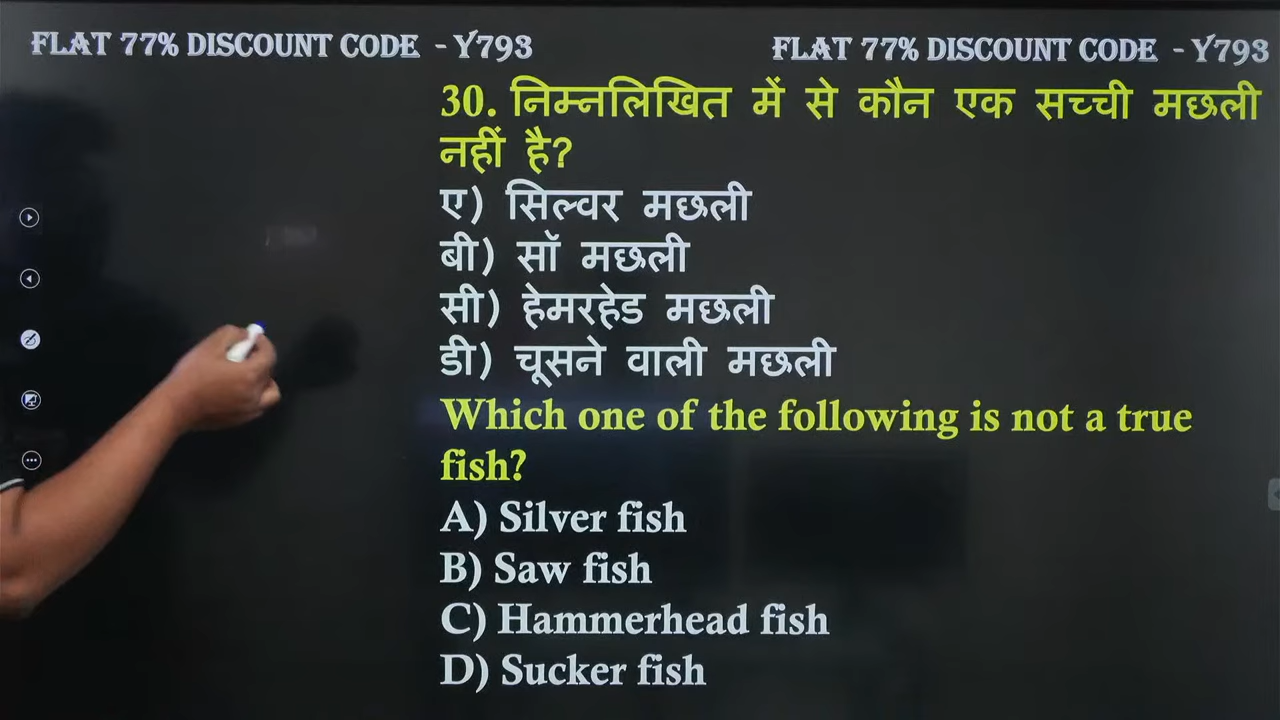 FLAT 77% DISCOUNT CODE - Y793
FLAT 77% DISCOUNT CODE - Y793
30. निम्नलिखित में से कौन एक सच्ची मछली
नहीं है?
ए) सिल्वर मछली
बी) सॉ मछली
सी) हेमरहेड मछली
डी) चूसने वाली मछली
Which one of the following is not a true
fish?
A) Silver fish
B) Saw fish
C) Hammerhead fish
D) Sucker fish